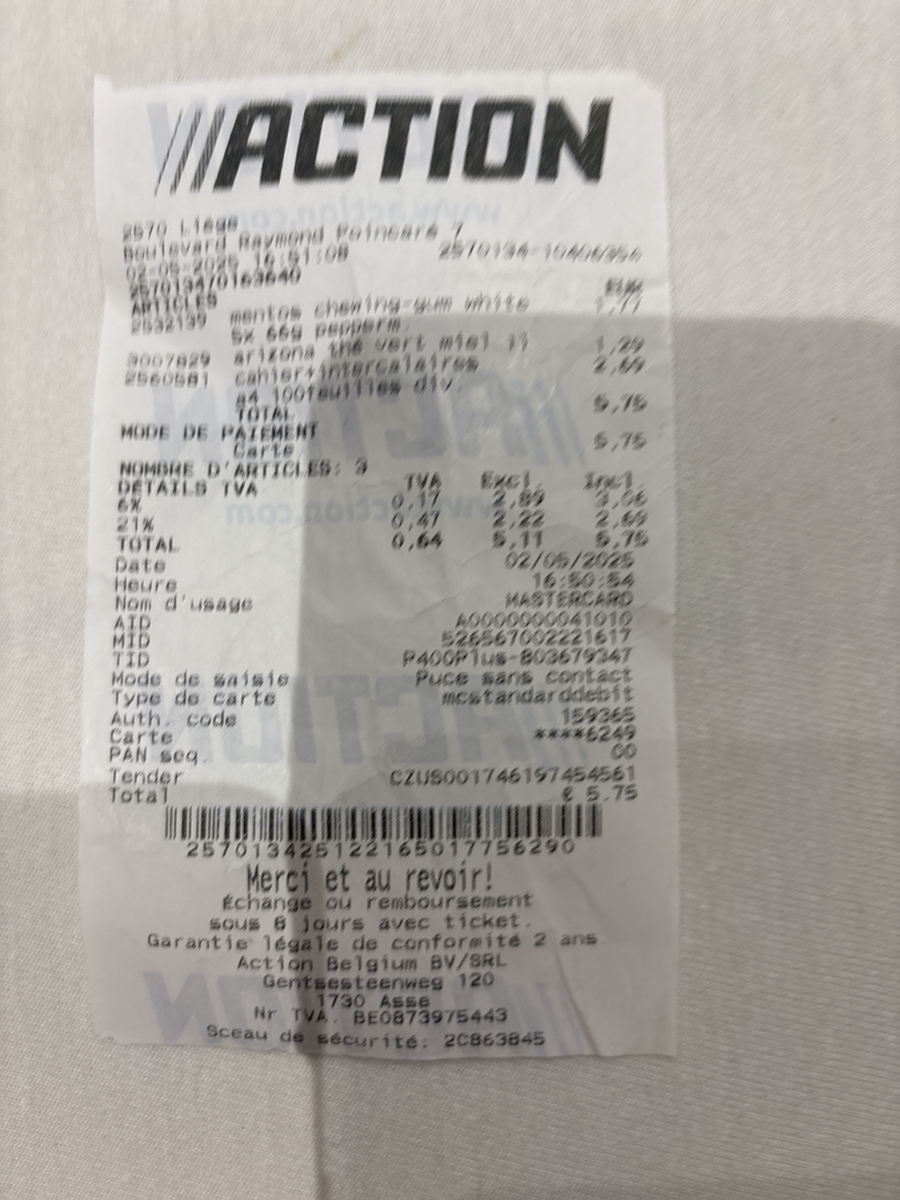 ACTION
2570 Liège
Boulevard Raymond Poincaré 7
02-05-2025 16:51:08 2570134-10406354
2570134701​63640
ARTICLES EUR
2532139 mentos chewing-gum white 1,77
5x 66g pepperm.
3007829 arizona thé vert miel 1l 1,29
2560581 cahier+intercalaires 2,69
a4 100feuilles div.
TOTAL 5,75
MODE DE PAIEMENT
Carte 5,75
NOMBRE D'ARTICLES: 3
DETAILS TVA TVA Excl. Incl.
6% 0,17 2,89 3,06
21% 0,47 2,22 2,69
TOTAL 0,64 5,11 5,75
Date 02/05/2025
Heure 16:50:54
Nom d'usage MASTERCARD
AID A0000000041010
MID 526567002221617
TID P400Plus-803679347
Mode de saisie Puce sans contact
Type de carte mcstandarddebit
Auth. code 159365
Carte ****6249
PAN seq. 00
Tender CZUS001746197454561
Total € 5.75
257013425122165017756290
Merci et au revoir!
Échange ou remboursement
sous 8 jours avec ticket.
Garantie légale de conformité 2 ans
Action Belgium BV/SRL
Gentsesteenweg 120
1730 Asse
Nr TVA. BE0873975443
Sceau de sécurité: 2C863845